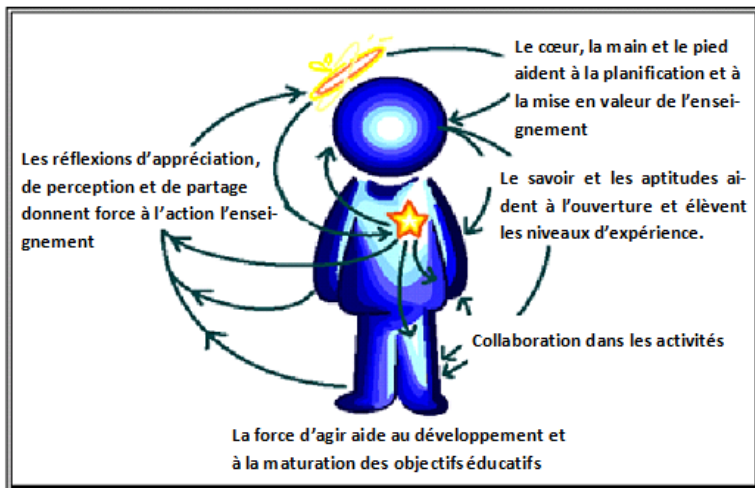 Le cœur, la main et le pied
aident à la planification et à
la mise en valeur de l’ensei-
gnement
Les réflexions d’appréciation,
de perception et de partage
donnent force à l’action l’ensei-
gnement
Le savoir et les aptitudes ai-
dent à l’ouverture et élèvent
les niveaux d’expérience.
Collaboration dans les activités
La force d’agir aide au développement et
à la maturation des objectifs éducatifs